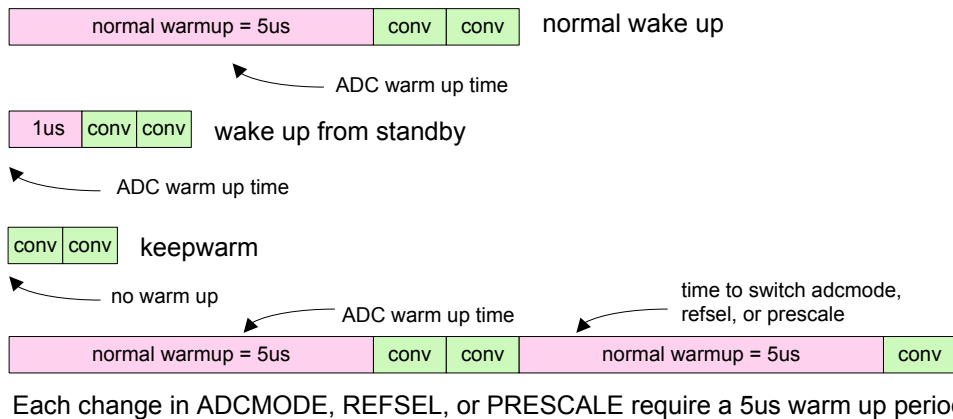 normal warmup = 5us conv conv normal wake up
ADC warm up time
1us conv conv wake up from standby
ADC warm up time
conv conv keepwarm
no warm up
ADC warm up time
time to switch adcmode,
refsel, or prescale
normal warmup = 5us conv conv normal warmup = 5us conv
Each change in ADCMODE, REFSEL, or PRESCALE require a 5us warm up perio